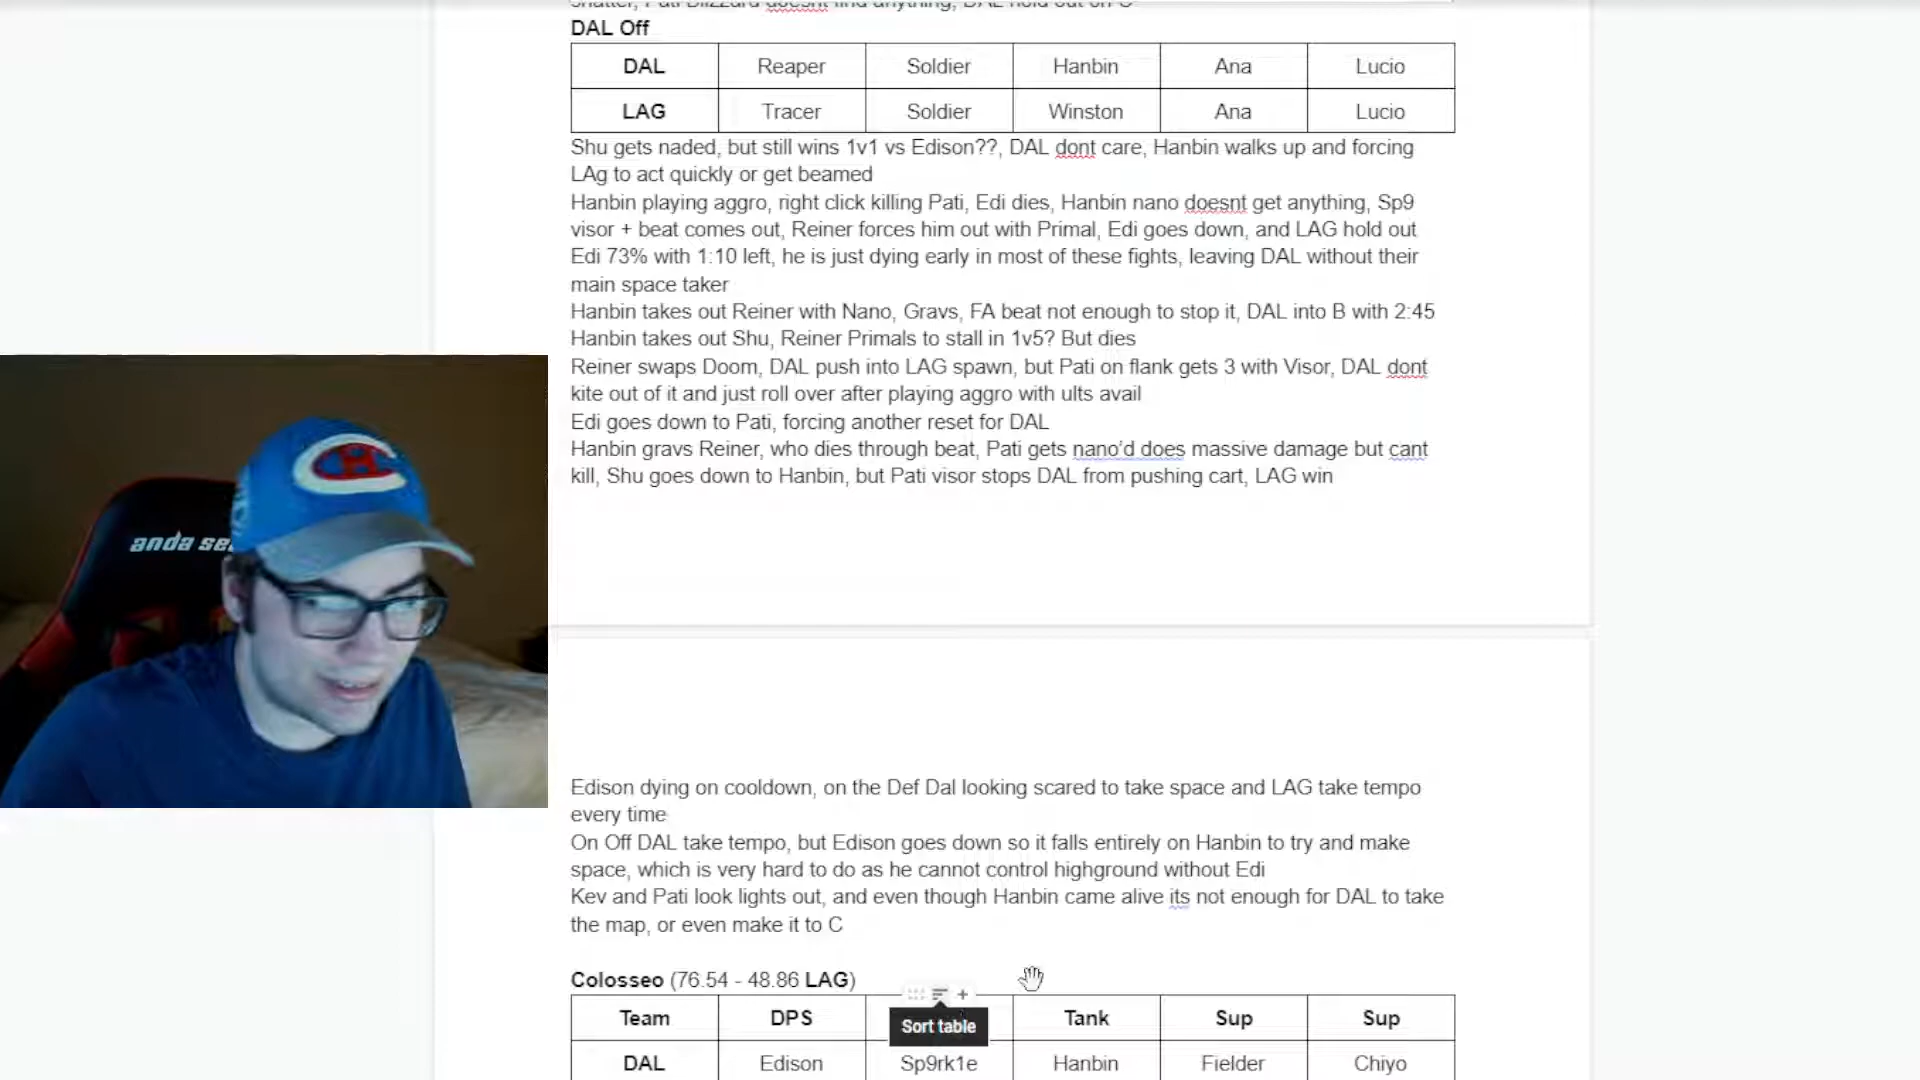 DAL Off
DAL Reaper Soldier Hanbin Ana Lucio
LAG Tracer Soldier Winston Ana Lucio
Shu gets naded, but still wins 1v1 vs Edison??, DAL dont care, Hanbin walks up and forcing
LAg to act quickly or get beamed
Hanbin playing aggro, right click killing Pati, Edi dies, Hanbin nano doesnt get anything, Sp9
visor + beat comes out, Reiner forces him out with Primal, Edi goes down, and LAG hold out
Edi 73% with 1:10 left, he is just dying early in most of these fights, leaving DAL without their
main space taker
Hanbin takes out Reiner with Nano, Gravs, FA beat not enough to stop it, DAL into B with 2:45
Hanbin takes out Shu, Reiner Primals to stall in 1v5? But dies
Reiner swaps Doom, DAL push into LAG spawn, but Pati on flank gets 3 with Visor, DAL dont
kite out of it and just roll over after playing aggro with ults avail
Edi goes down to Pati, forcing another reset for DAL
Hanbin gravs Reiner, who dies through beat, Pati gets nano'd does massive damage but cant
kill, Shu goes down to Hanbin, but Pati visor stops DAL from pushing cart, LAG win
anda se
Edison dying on cooldown, on the Def Dal looking scared to take space and LAG take tempo
every time
On Off DAL take tempo, but Edison goes down so it falls entirely on Hanbin to try and make
space, which is very hard to do as he cannot control highground without Edi
Kev and Pati look lights out, and even though Hanbin came alive its not enough for DAL to take
the map, or even make it to C
Colosseo (76.54 - 48.86 LAG)
Team DPS Tank Sup Sup
Sort table
DAL Edison Sp9rk1e Hanbin Fielder Chiyo